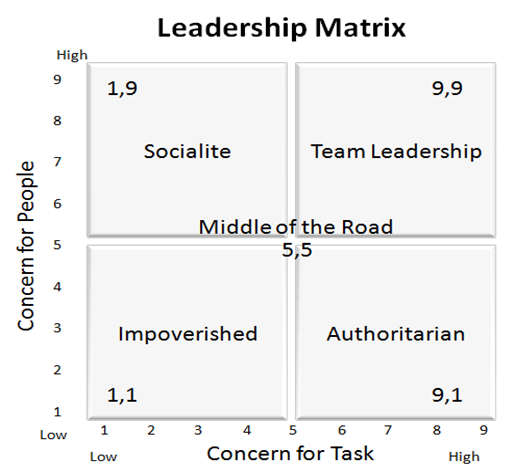 Leadership Matrix
High
9
8
7
6
5
4
3
2
1
Low
Concern for People
1,9
9,9
Socialite
Team Leadership
Middle of the Road
5,5
Impoverished
Authoritarian
1,1
9,1
1 2 3 4 5 6 7 8 9
Low
Concern for Task
High